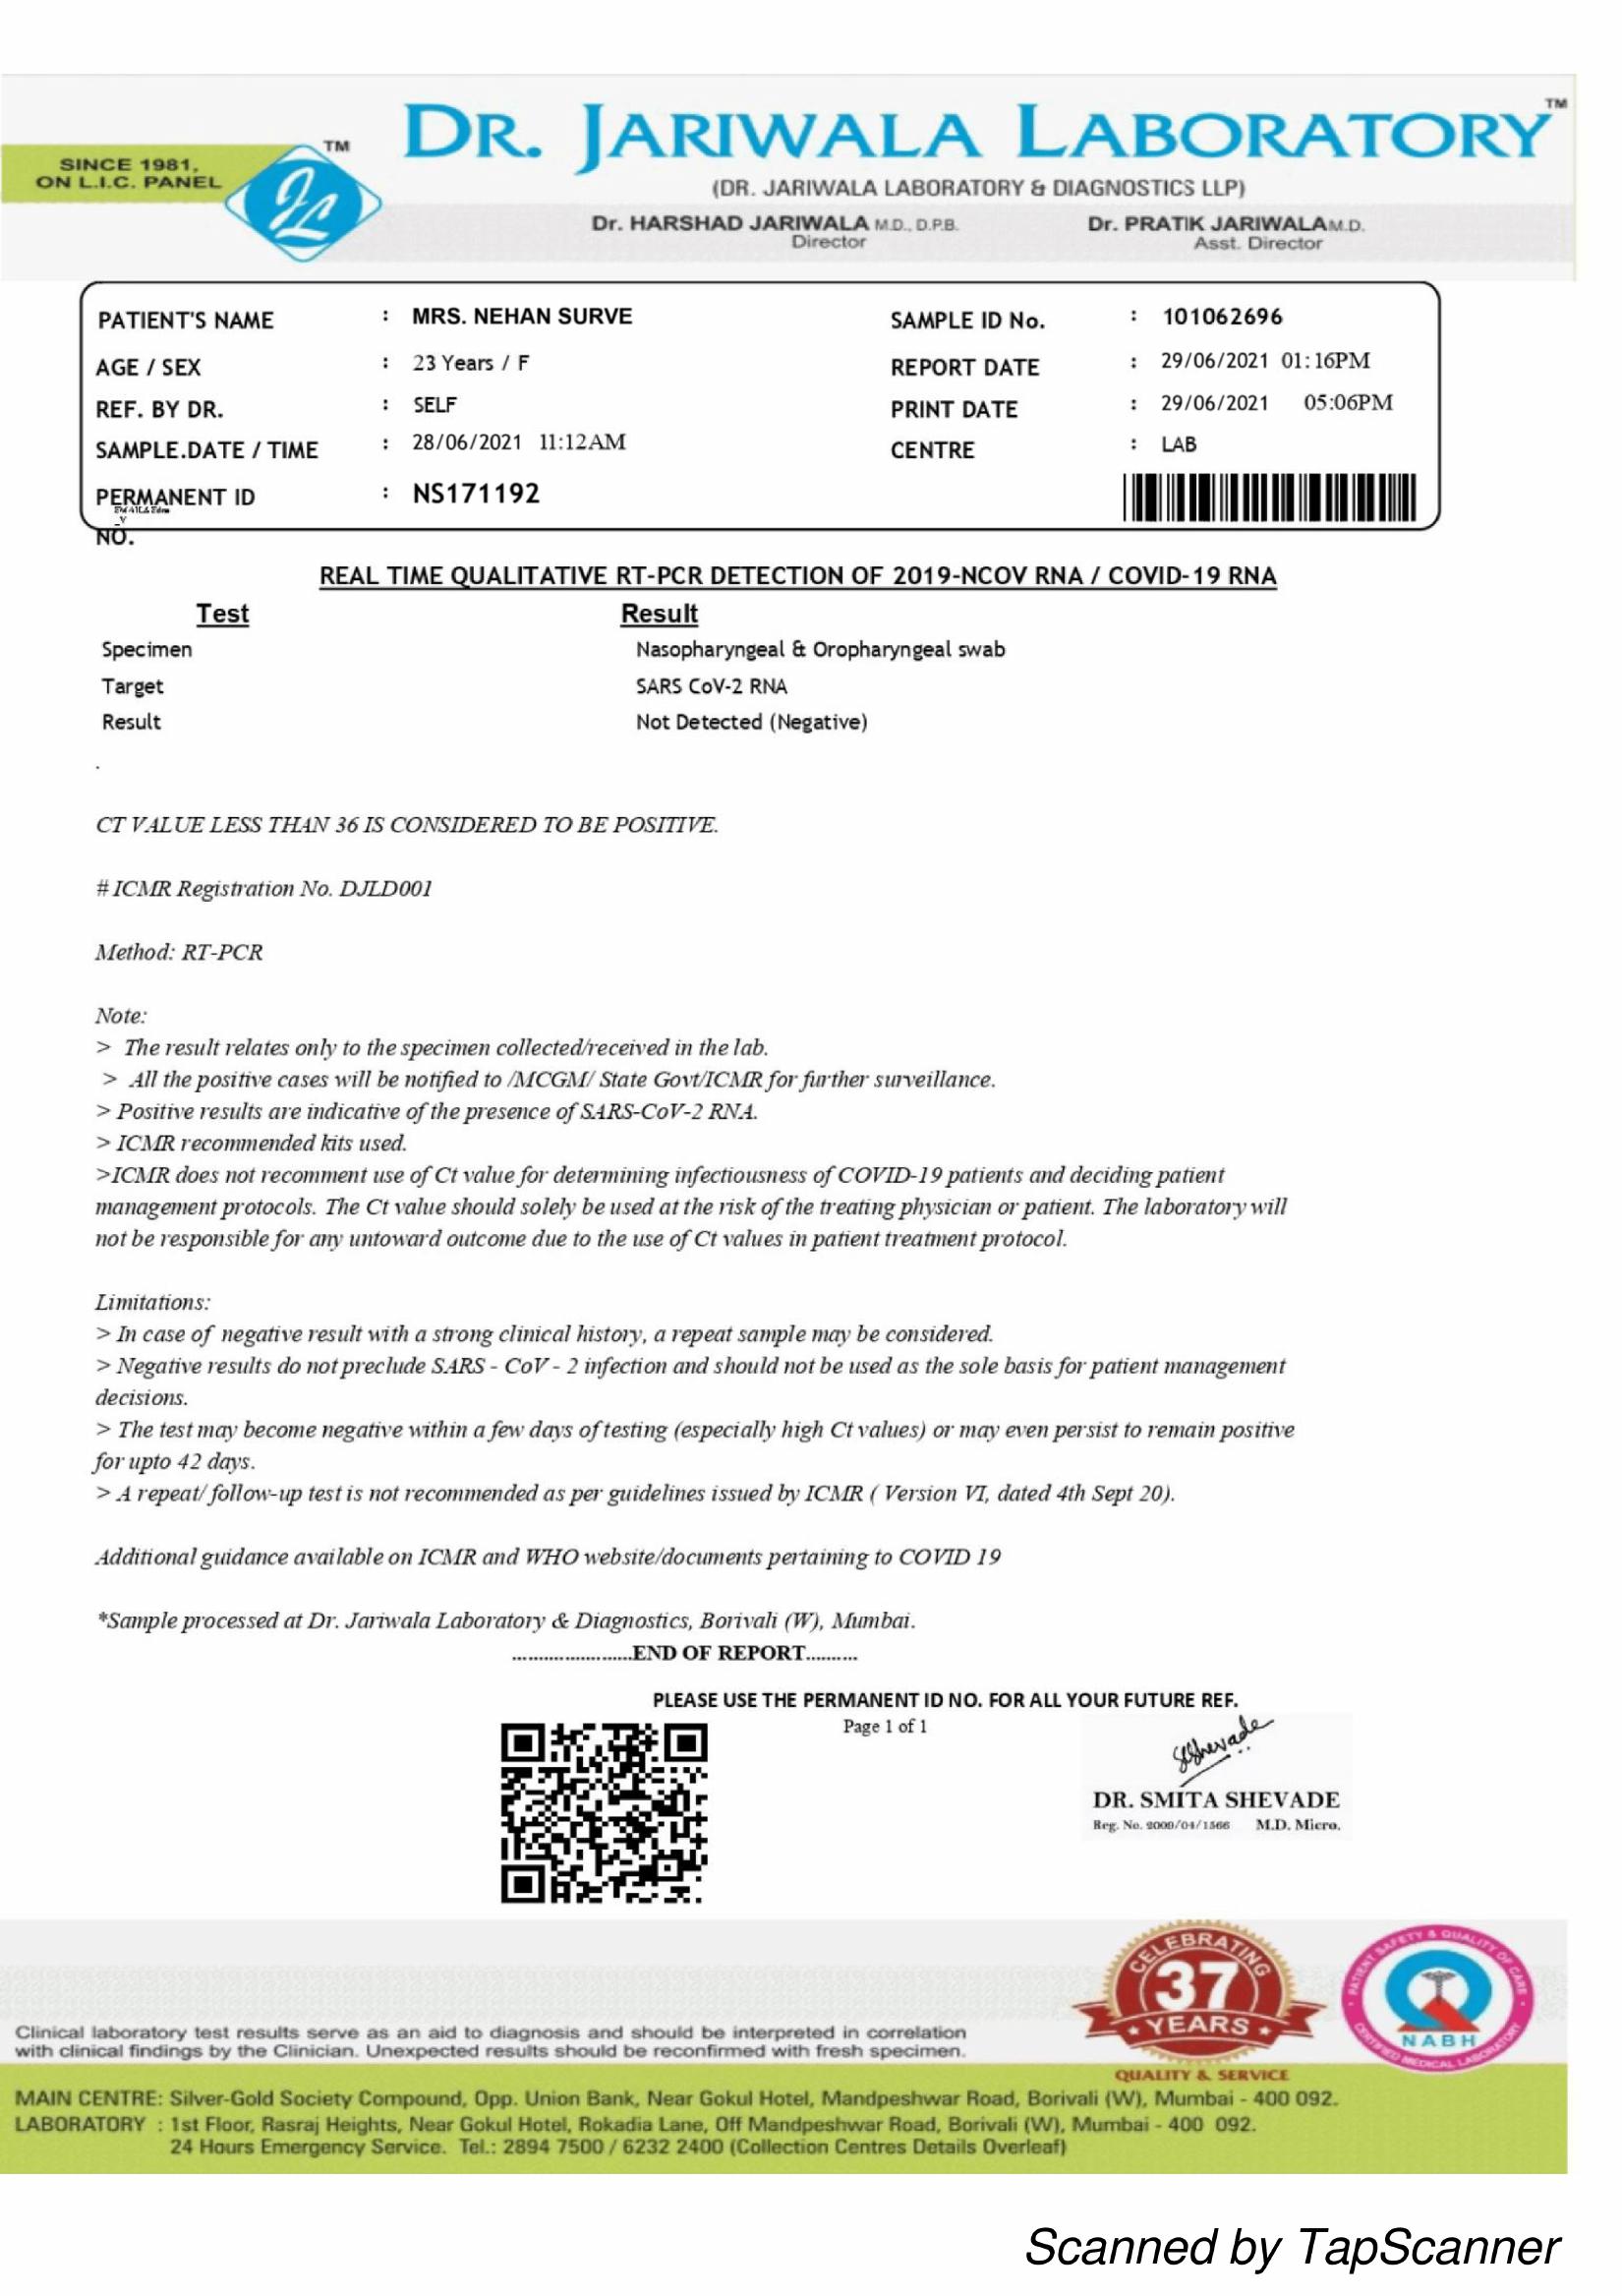 DR. JARIWALA LABORATORY TM
SINCE 1981,
ON L.I.C. PANEL
TM
JL
(DR. JARIWALA LABORATORY & DIAGNOSTICS LLP)
Dr. HARSHAD JARIWALA M.D., D.P.B. Dr. PRATIK JARIWALA M.D.
Director Asst. Director
PATIENT'S NAME : MRS. NEHAN SURVE SAMPLE ID No. : 101062696
AGE / SEX : 23 Years / F REPORT DATE : 29/06/2021 01:16PM
REF. BY DR. : SELF PRINT DATE : 29/06/2021 05:06PM
SAMPLE.DATE / TIME : 28/06/2021 11:12AM CENTRE : LAB
PERMANENT ID : NS171192
NO.
REAL TIME QUALITATIVE RT-PCR DETECTION OF 2019-NCOV RNA / COVID-19 RNA
Test Result
Specimen Nasopharyngeal & Oropharyngeal swab
Target SARS CoV-2 RNA
Result Not Detected (Negative)
.
CT VALUE LESS THAN 36 IS CONSIDERED TO BE POSITIVE.
# ICMR Registration No. DJLD001
Method: RT-PCR
Note:
> The result relates only to the specimen collected/received in the lab.
> All the positive cases will be notified to /MCGM/ State Govt/ICMR for further surveillance.
> Positive results are indicative of the presence of SARS-CoV-2 RNA.
> ICMR recommended kits used.
>ICMR does not recomment use of Ct value for determining infectiousness of COVID-19 patients and deciding patient
management protocols. The Ct value should solely be used at the risk of the treating physician or patient. The laboratory will
not be responsible for any untoward outcome due to the use of Ct values in patient treatment protocol.
Limitations:
> In case of negative result with a strong clinical history, a repeat sample may be considered.
> Negative results do not preclude SARS - CoV - 2 infection and should not be used as the sole basis for patient management
decisions.
> The test may become negative within a few days of testing (especially high Ct values) or may even persist to remain positive
for upto 42 days.
> A repeat/ follow-up test is not recommended as per guidelines issued by ICMR ( Version VI, dated 4th Sept 20).
Additional guidance available on ICMR and WHO website/documents pertaining to COVID 19
*Sample processed at Dr. Jariwala Laboratory & Diagnostics, Borivali (W), Mumbai.
.......................END OF REPORT..........
PLEASE USE THE PERMANENT ID NO. FOR ALL YOUR FUTURE REF.
Page 1 of 1
SShevade
DR. SMITA SHEVADE
Reg. No. 2000/04/1566 M.D. Micro.
CELEBRATING
37
YEARS
QUALITY & SERVICE
PATIENT SAFETY & QUALITY OF CARE
NABH
CERTIFIED MEDICAL LABORATORY
Clinical laboratory test results serve as an aid to diagnosis and should be interpreted in correlation
with clinical findings by the Clinician. Unexpected results should be reconfirmed with fresh specimen.
MAIN CENTRE: Silver-Gold Society Compound, Opp. Union Bank, Near Gokul Hotel, Mandpeshwar Road, Borivali (W), Mumbai - 400 092.
LABORATORY : 1st Floor, Rasraj Heights, Near Gokul Hotel, Rokadia Lane, Off Mandpeshwar Road, Borivali (W), Mumbai - 400 092.
24 Hours Emergency Service. Tel.: 2894 7500 / 6232 2400 (Collection Centres Details Overleaf)
Scanned by TapScanner